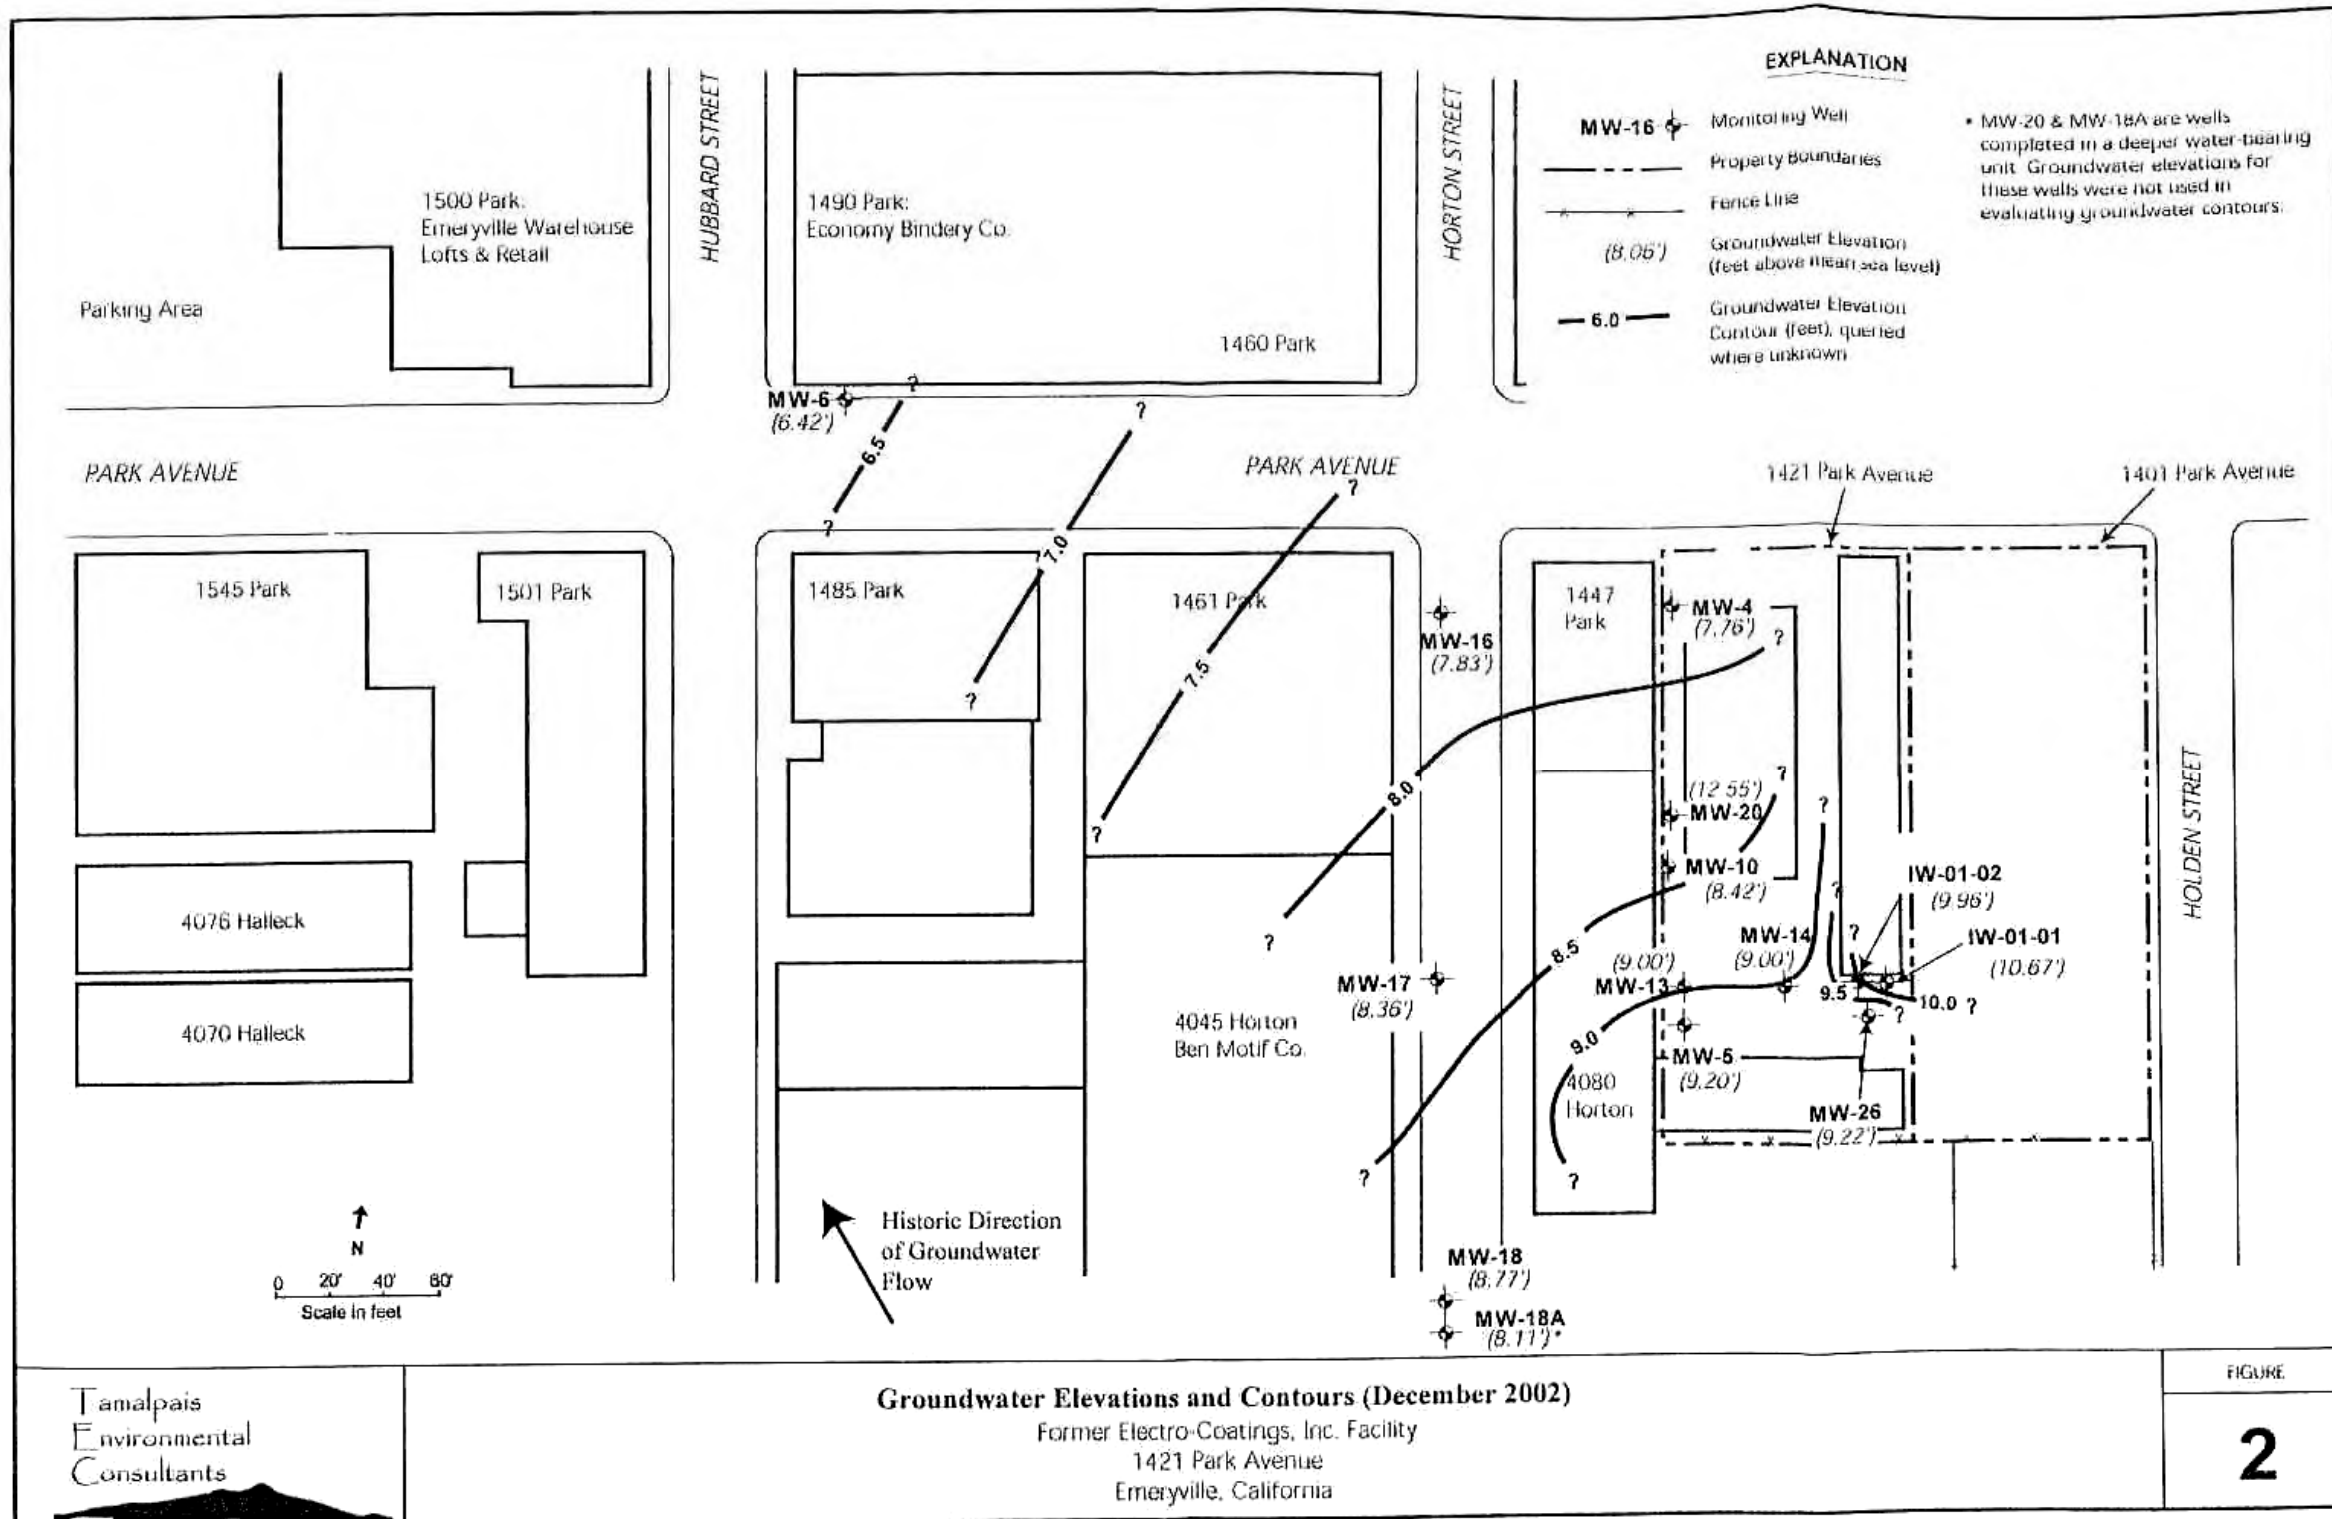 EXPLANATION
MW-16
Monitoring Well
Property Boundaries
Fence Line
(8.06')
Groundwater Elevation
(feet above mean sea level)
6.0
Groundwater Elevation
Contour (feet), queried
where unknown
• MW-20 & MW-18A are wells
completed in a deeper water-bearing
unit. Groundwater elevations for
these wells were not used in
evaluating groundwater contours.
HUBBARD STREET
HORTON STREET
1500 Park:
Emeryville Warehouse
Lofts & Retail
1490 Park:
Economy Bindery Co.
Parking Area
1460 Park
?
MW-6
(6.42')
?
6.5
PARK AVENUE
PARK AVENUE
?
1421 Park Avenue
1401 Park Avenue
?
7.0
1545 Park
1501 Park
1485 Park
1461 Park
1447
Park
MW-4
(7.76')
?
MW-16
(7.83')
7.5
?
8.0
?
(12.55')
MW-20
?
?
HOLDEN STREET
MW-10
(8.42')
?
IW-01-02
(9.96')
4076 Halleck
?
8.5
MW-14
(9.00')
?
IW-01-01
(10.67')
(9.00')
MW-13
9.5
10.0 ?
?
MW-17
(8.36')
4070 Halleck
4045 Horton
Ben Motif Co.
9.0
MW-5
(9.20')
4080
Horton
MW-26
(9.22')
?
?
N
0 20' 40' 80'
Scale in feet
Historic Direction
of Groundwater
Flow
MW-18
(8.77')
MW-18A
(8.11')*
Tamalpais
Environmental
Consultants
Groundwater Elevations and Contours (December 2002)
Former Electro-Coatings, Inc. Facility
1421 Park Avenue
Emeryville, California
FIGURE
2